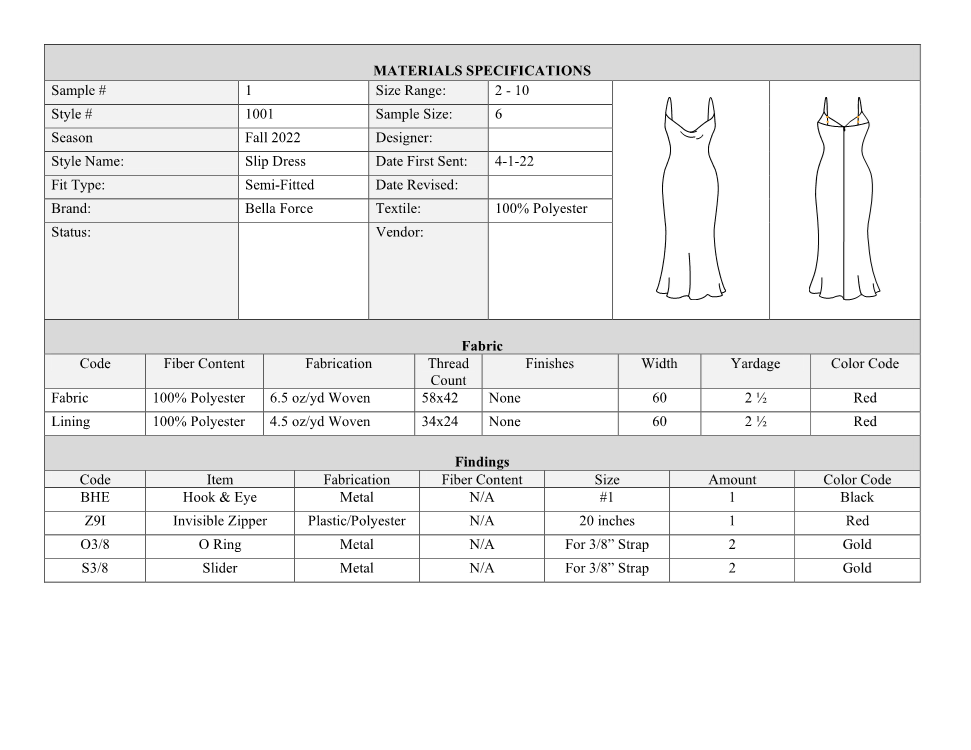 MATERIALS SPECIFICATIONS
Sample # 1 Size Range: 2 - 10
Style # 1001 Sample Size: 6
Season Fall 2022 Designer:
Style Name: Slip Dress Date First Sent: 4-1-22
Fit Type: Semi-Fitted Date Revised:
Brand: Bella Force Textile: 100% Polyester
Status: Vendor:
Fabric
Code Fiber Content Fabrication Thread Count Finishes Width Yardage Color Code
Fabric 100% Polyester 6.5 oz/yd Woven 58x42 None 60 2 ½ Red
Lining 100% Polyester 4.5 oz/yd Woven 34x24 None 60 2 ½ Red
Findings
Code Item Fabrication Fiber Content Size Amount Color Code
BHE Hook & Eye Metal N/A #1 1 Black
Z9I Invisible Zipper Plastic/Polyester N/A 20 inches 1 Red
O3/8 O Ring Metal N/A For 3/8” Strap 2 Gold
S3/8 Slider Metal N/A For 3/8” Strap 2 Gold